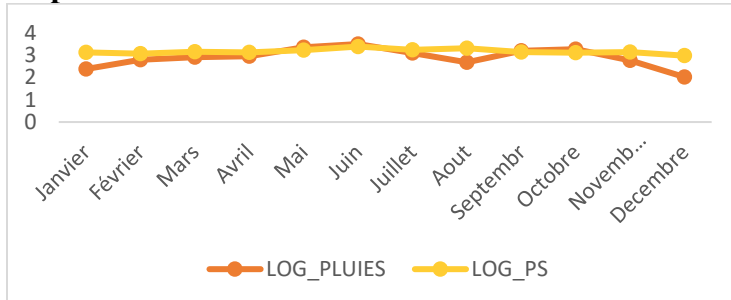 4
3
2
1
0
Janvier
Février
Mars
Avril
Mai
Juin
Juillet
Aout
Septembr
Octobre
Novemb...
Decembre
LOG_PLUIES
LOG_PS